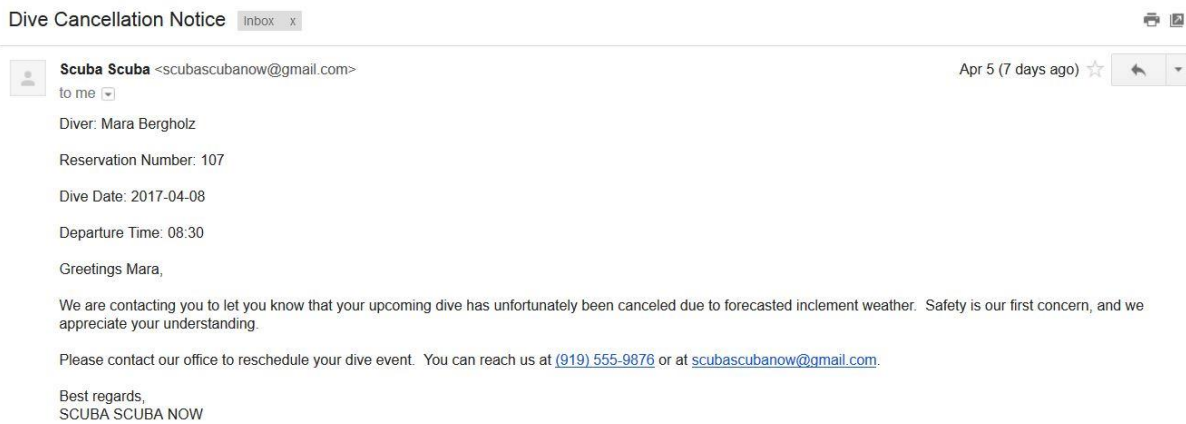 Dive Cancellation Notice Inbox x
Scuba Scuba <scubascubanow@gmail.com> Apr 5 (7 days ago)
to me
Diver: Mara Bergholz
Reservation Number: 107
Dive Date: 2017-04-08
Departure Time: 08:30
Greetings Mara,
We are contacting you to let you know that your upcoming dive has unfortunately been canceled due to forecasted inclement weather.  Safety is our first concern, and we
appreciate your understanding.
Please contact our office to reschedule your dive event.  You can reach us at (919) 555-9876 or at scubascubanow@gmail.com.
Best regards,
SCUBA SCUBA NOW